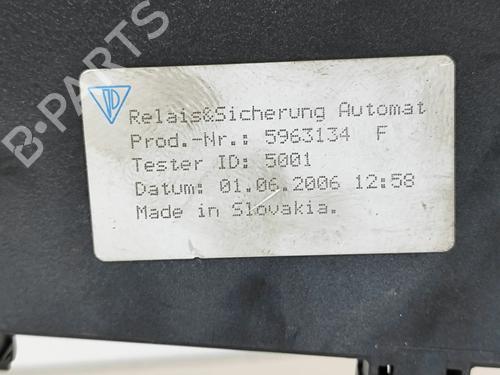 B-PARTS
Relais&Sicherung Automat
Prod.-Nr.: 5963134 F
Tester ID: 5001
Datum: 01.06.2006 12:58
Made in Slovakia.